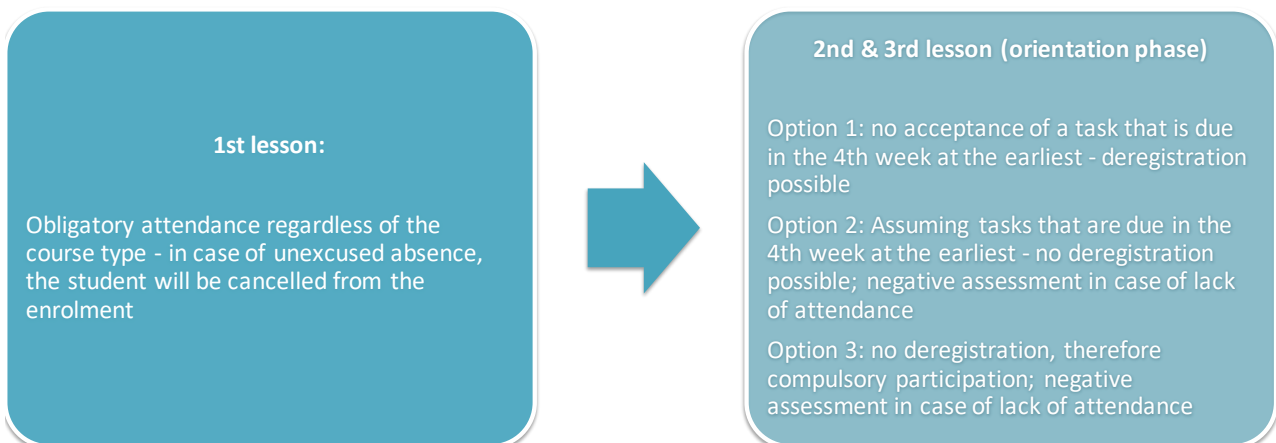 1st lesson:
Obligatory attendance regardless of the
course type - in case of unexcused absence,
the student will be cancelled from the
enrolment
2nd & 3rd lesson (orientation phase)
Option 1: no acceptance of a task that is due
in the 4th week at the earliest - deregistration
possible
Option 2: Assuming tasks that are due in the
4th week at the earliest - no deregistration
possible; negative assessment in case of lack
of attendance
Option 3: no deregistration, therefore
compulsory participation; negative
assessment in case of lack of attendance